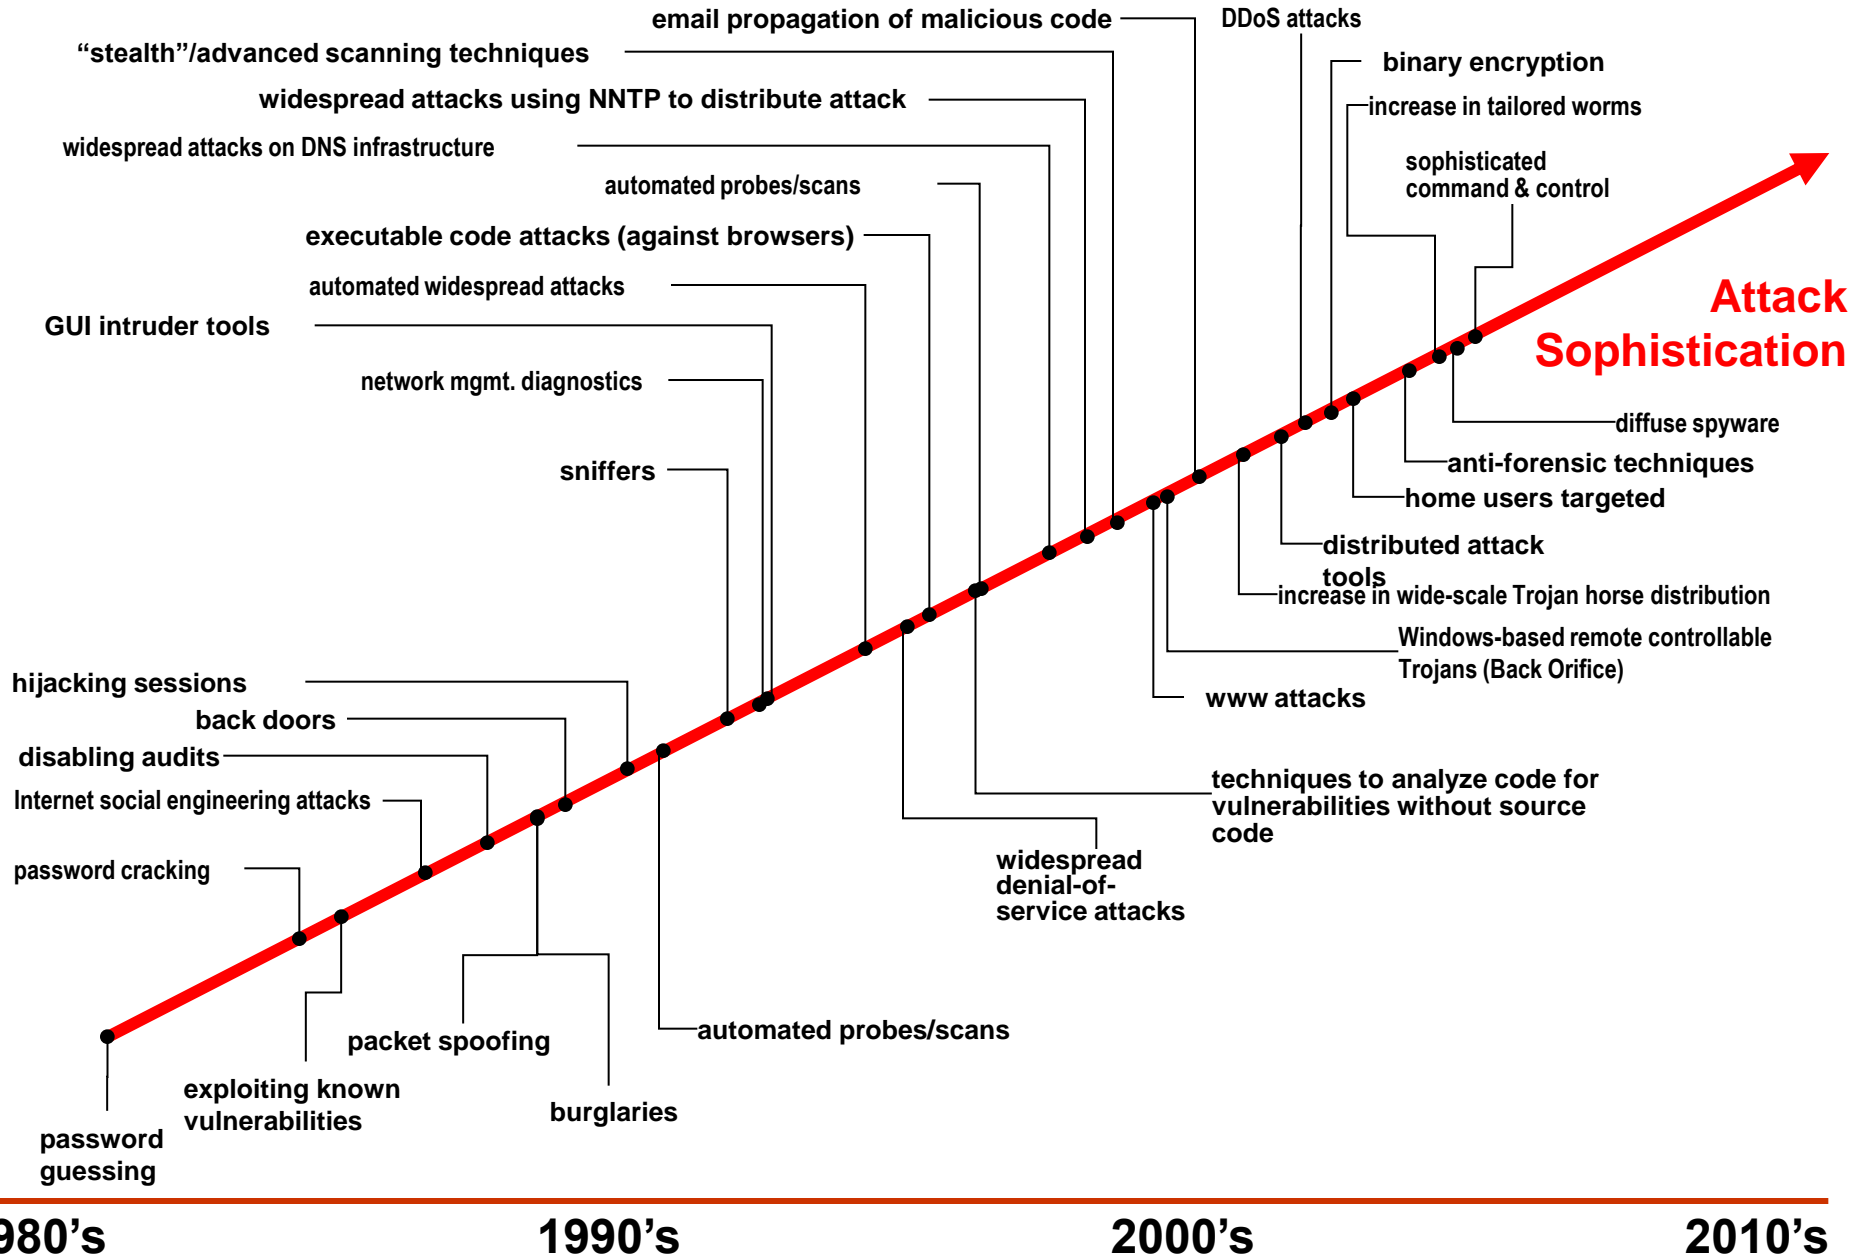 email propagation of malicious code
DDoS attacks
“stealth”/advanced scanning techniques
binary encryption
widespread attacks using NNTP to distribute attack
increase in tailored worms
widespread attacks on DNS infrastructure
sophisticated
command & control
automated probes/scans
executable code attacks (against browsers)
automated widespread attacks
Attack
Sophistication
GUI intruder tools
network mgmt. diagnostics
diffuse spyware
sniffers
anti-forensic techniques
home users targeted
distributed attack
tools
increase in wide-scale Trojan horse distribution
Windows-based remote controllable
Trojans (Back Orifice)
hijacking sessions
www attacks
back doors
disabling audits
techniques to analyze code for
vulnerabilities without source
code
Internet social engineering attacks
widespread
denial-of-
service attacks
password cracking
automated probes/scans
packet spoofing
exploiting known
vulnerabilities
burglaries
password
guessing
980’s 1990’s 2000’s 2010’s